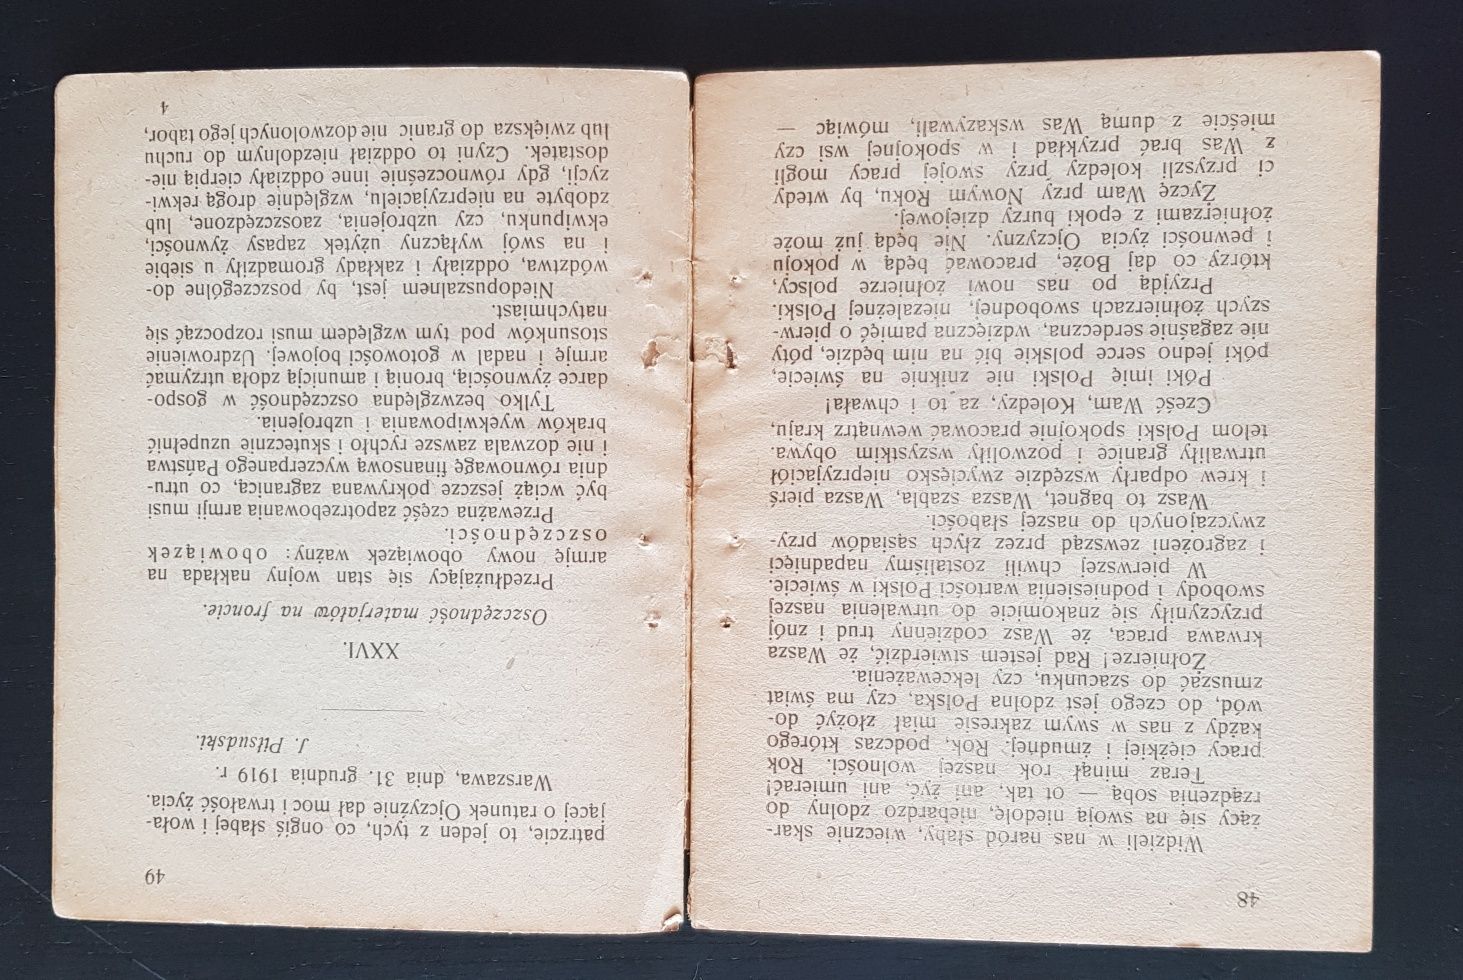 48
Widzieli w nas naród słaby, wiecznie skar-
żący się na swoją niedolę, niebardzo zdolny do
rządzenia sobą — ot tak, ani żyć, ani umierać!
Teraz minął rok naszej wolności. Rok
pracy ciężkiej i żmudnej. Rok, podczas którego
każdy z nas w swym zakresie miał złożyć do-
wód, do czego jest zdolna Polska, czy ma świat
zmuszać do szacunku, czy lekceważenia.
Żołnierze! Rad jestem stwierdzić, że Wasza
krwawa praca, że Wasz codzienny trud i znój
przyczyniły się znakomicie do utrwalenia naszej
swobody i podniesienia wartości Polski w świecie.
W pierwszej chwili zostaliśmy napadnięci
i zagrożeni zewsząd przez złych sąsiadów przy-
zwyczajonych do naszej słabości.
Wasz to bagnet, Wasza szabla, Wasza pierś
i krew odparły wszędzie zwycięsko nieprzyjaciół
utrwaliły granice i pozwoliły wszystkim obywa.
telom Polski spokojnie pracować wewnątrz kraju,
Cześć Wam, Koledzy, za to i chwała!
Póki imię Polski nie zniknie na świecie,
póki jedno serce polskie bić na nim będzie, póty
nie zagaśnie serdeczna, wdzięczna pamięć o pierw-
szych żołnierzach swobodnej, niezależnej Polski.
Przyjdą po nas nowi żołnierze polscy,
którzy co daj Boże, pracować będą w pokoju
i pewności życia Ojczyzny. Nie będą już może
żołnierzami z epoki burzy dziejowej.
Życzę Wam przy Nowym Roku, by wtedy
ci przyszli koledzy przy swojej pracy mogli
z Was brać przykład i w spokojnej wsi czy
mieście z dumą Was wskazywali, mówiąc —
49
patrzcie, to jeden z tych, co ongiś słabej i woła-
jącej o ratunek Ojczyźnie dał moc i trwałość życia.
Warszawa, dnia 31. grudnia 1919 r.
J. Piłsudski.
XXVI.
Oszczędność materjałów na froncie.
Przedłużający się stan wojny nakłada na
armję nowy obowiązek ważny: obowiązek
oszczędności.
Przeważna część zapotrzebowania armji musi
być wciąż jeszcze pokrywana zagranicą, co utru-
dnia równowagę finansową wyczerpanego Państwa
i nie dozwala zawsze rychło i skutecznie uzupełnić
braków wyekwipowania i uzbrojenia.
Tylko bezwzględna oszczędność w gospo-
darce żywnością, bronią i amunicją zdoła utrzymać
armję i nadal w gotowości bojowej. Uzdrowienie
stosunków pod tym względem musi rozpocząć się
natychmiast.
Niedopuszalnem jest, by poszczególne do-
wództwa, oddziały i zakłady gromadziły u siebie
i na swój wyłączny użytek zapasy żywności,
ekwipunku, czy uzbrojenia, zaoszczędzone, lub
zdobyte na nieprzyjacielu, względnie drogą rekwi-
zycji, gdy równocześnie inne oddziały cierpią nie-
dostatek. Czyni to oddział niezdolnym do ruchu
lub zwiększa do granic nie dozwolonych jego tabor,
4